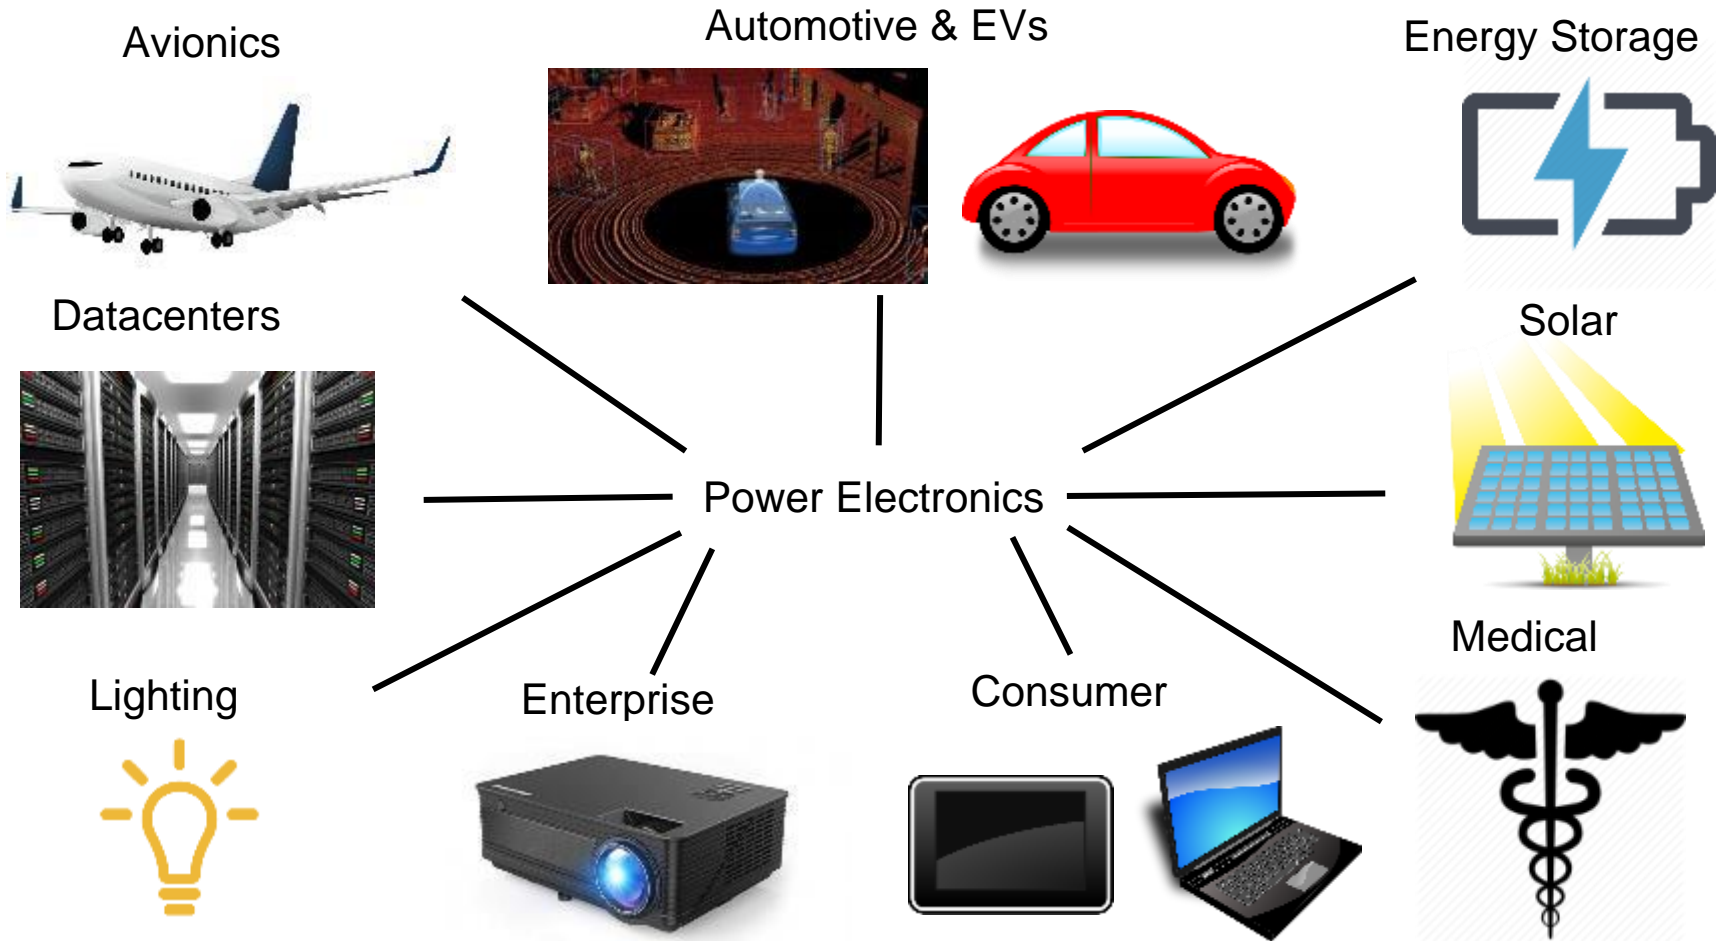 Avionics
Automotive & EVs
Energy Storage
Datacenters
Solar
Power Electronics
Medical
Lighting
Enterprise
Consumer